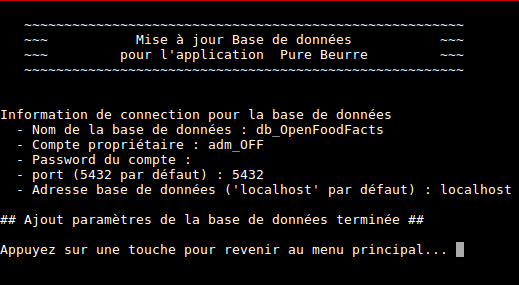 ~~~~~~~~~~~~~~~~~~~~~~~~~~~~~~~~~~~~~~~~~~~~~~~~~~~~~~~
~~~ Mise à jour Base de données ~~~
~~~ pour l'application  Pure Beurre ~~~
~~~~~~~~~~~~~~~~~~~~~~~~~~~~~~~~~~~~~~~~~~~~~~~~~~~~~~~
Information de connection pour la base de données
- Nom de la base de données : db_OpenFoodFacts
- Compte propriétaire : adm_OFF
- Password du compte :
- port (5432 par défaut) : 5432
- Adresse base de données ('localhost' par défaut) : localhost
## Ajout paramètres de la base de données terminée ##
Appuyez sur une touche pour revenir au menu principal...